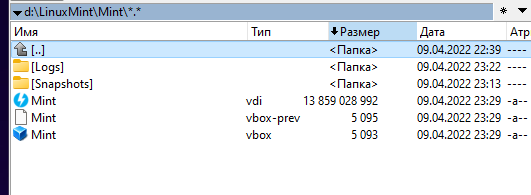 d:\LinuxMint\Mint\*.*
Имя Тип Размер Дата Атр
[..] <Папка> 09.04.2022 22:39 ----
[Logs] <Папка> 09.04.2022 23:22 ----
[Snapshots] <Папка> 09.04.2022 23:13 ----
Mint vdi 13 859 028 992 09.04.2022 23:29 -a--
Mint vbox-prev 5 095 09.04.2022 23:29 -a--
Mint vbox 5 093 09.04.2022 23:29 -a--